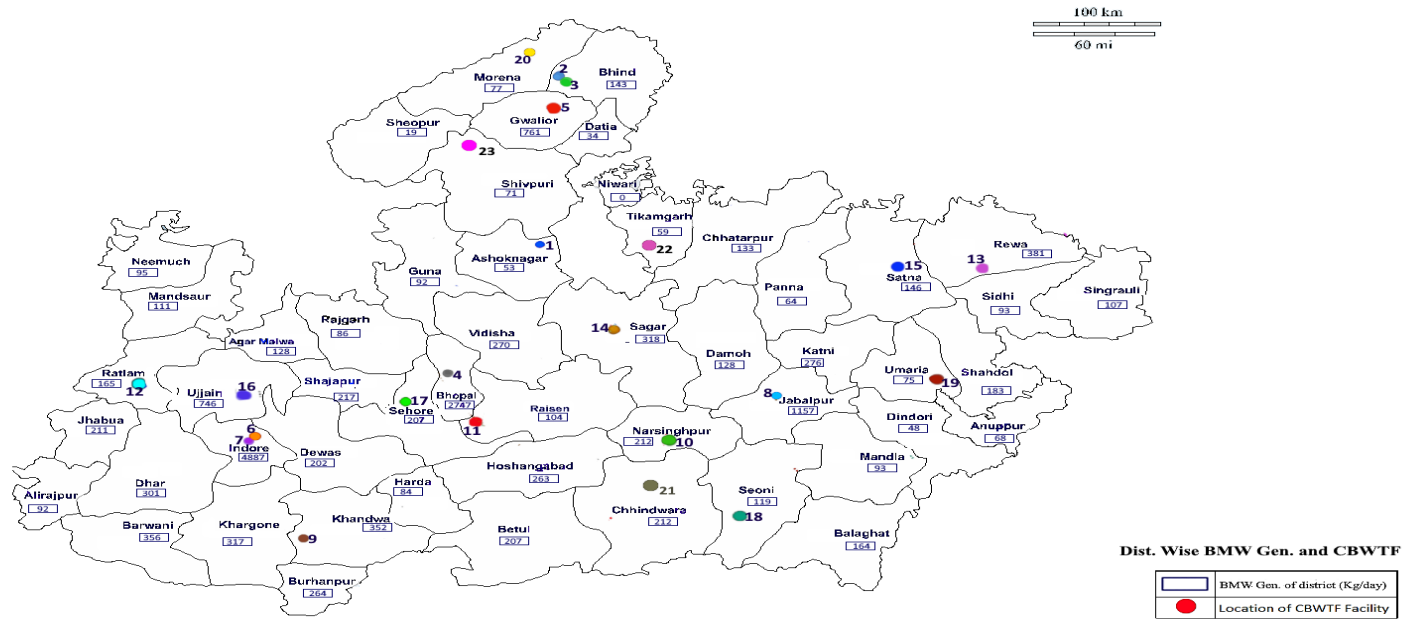 100 km
60 mi
20
Morena
77
2
3
Bhind
143
5
Gwalior
761
Datia
34
Sheopur
19
23
Shivpuri
71
Niwari
0
Tikamgarh
59
22
Chhatarpur
133
1
Ashoknagar
53
Guna
92
Neemuch
95
Mandsaur
111
Rewa
381
13
15
Satna
146
Sidhi
93
Singrauli
107
Panna
64
Rajgarh
86
Agar Malwa
128
Vidisha
270
14
Sagar
318
Damoh
128
Katni
276
Umaria
75
19
Shahdol
183
Ratlam
165
12
Ujjain
746
16
Shajapur
217
17
Sehore
207
4
Bhopal
2747
11
Raisen
104
8
Jabalpur
1157
Dindori
48
Anuppur
68
Jhabua
211
6
7
Indore
4887
Dewas
202
Narsinghpur
212
10
Mandla
93
Hoshangabad
263
Harda
84
Alirajpur
92
Dhar
301
21
Chhindwara
212
Seoni
119
18
Barwani
356
Khargone
317
Khandwa
352
9
Betul
207
Balaghat
164
Burhanpur
264
Dist. Wise BMW Gen. and CBWTF
BMW Gen. of district (Kg/day)
Location of CBWTF Facility